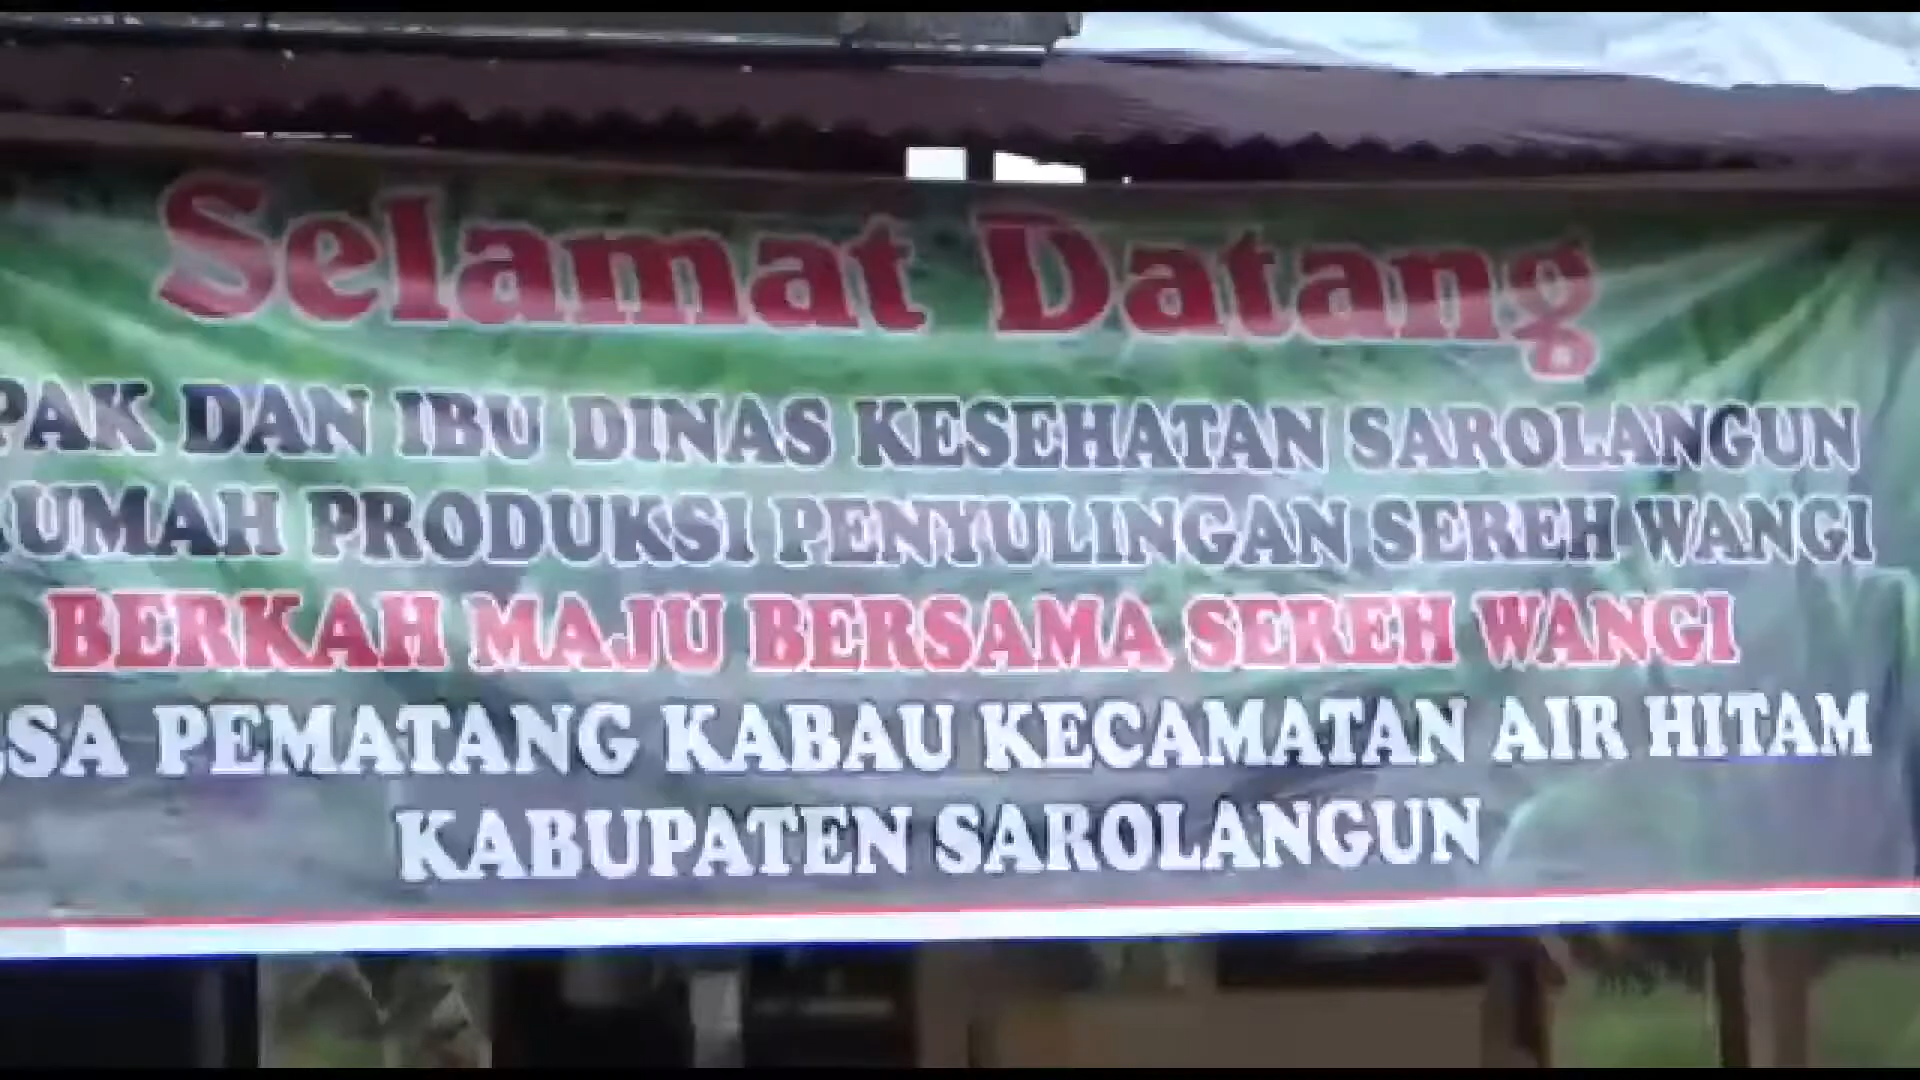 Selamat Datang
PAK DAN IBU DINAS KESEHATAN SAROLANGUN
RUMAH PRODUKSI PENYULINGAN SEREH WANGI
BERKAH MAJU BERSAMA SEREH WANGI
SA PEMATANG KABAU KECAMATAN AIR HITAM
KABUPATEN SAROLANGUN